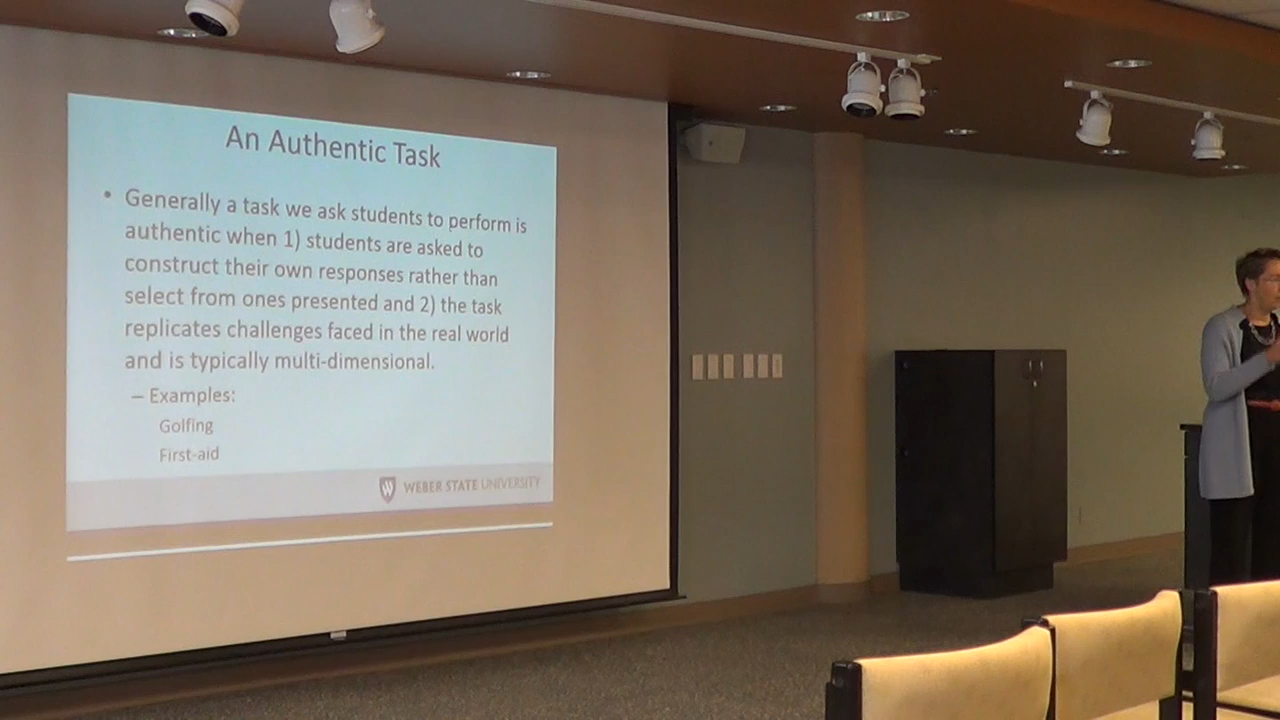 An Authentic Task
• Generally a task we ask students to perform is
authentic when 1) students are asked to
construct their own responses rather than
select from ones presented and 2) the task
replicates challenges faced in the real world
and is typically multi-dimensional.
– Examples:
Golfing
First-aid
W WEBER STATE UNIVERSITY